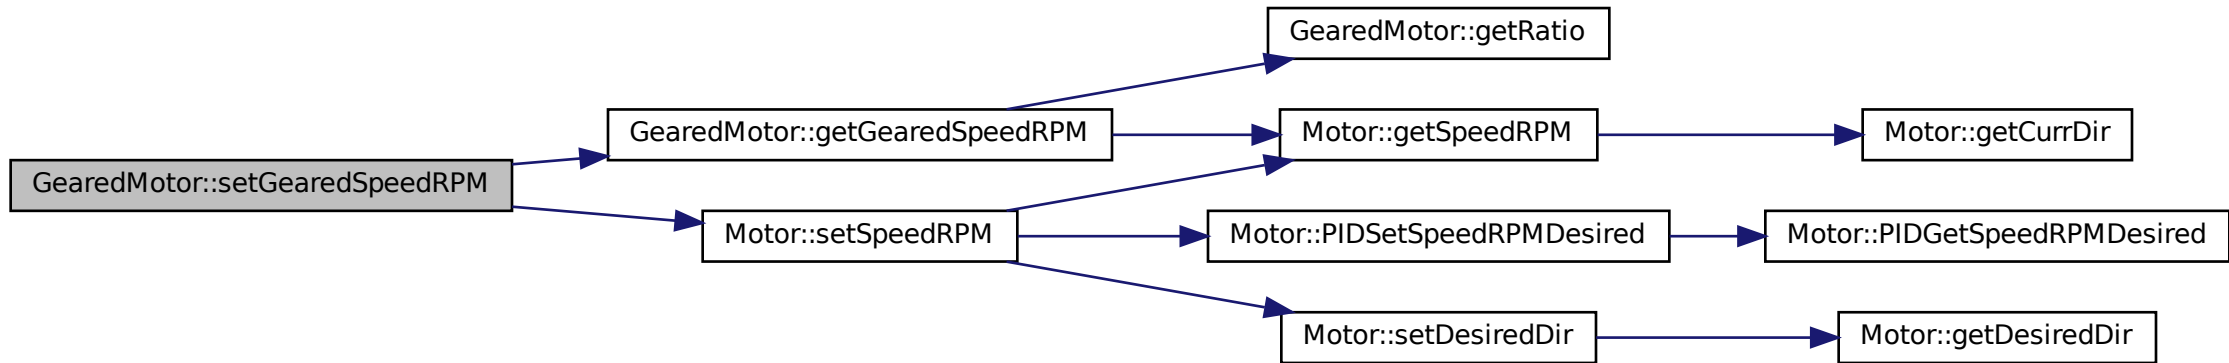 GearedMotor::getRatio
GearedMotor::getGearedSpeedRPM
Motor::getSpeedRPM
Motor::getCurrDir
GearedMotor::setGearedSpeedRPM
Motor::setSpeedRPM
Motor::PIDSetSpeedRPMDesired
Motor::PIDGetSpeedRPMDesired
Motor::setDesiredDir
Motor::getDesiredDir